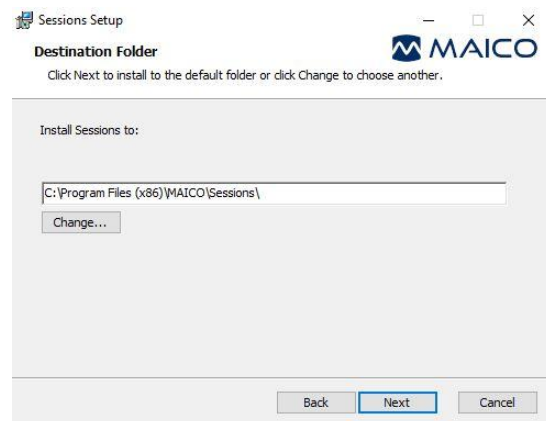 Sessions Setup
MAICO
Destination Folder
Click Next to install to the default folder or click Change to choose another.
Install Sessions to:
C:\Program Files (x86)\MAICO\Sessions\
Change...
Back Next Cancel